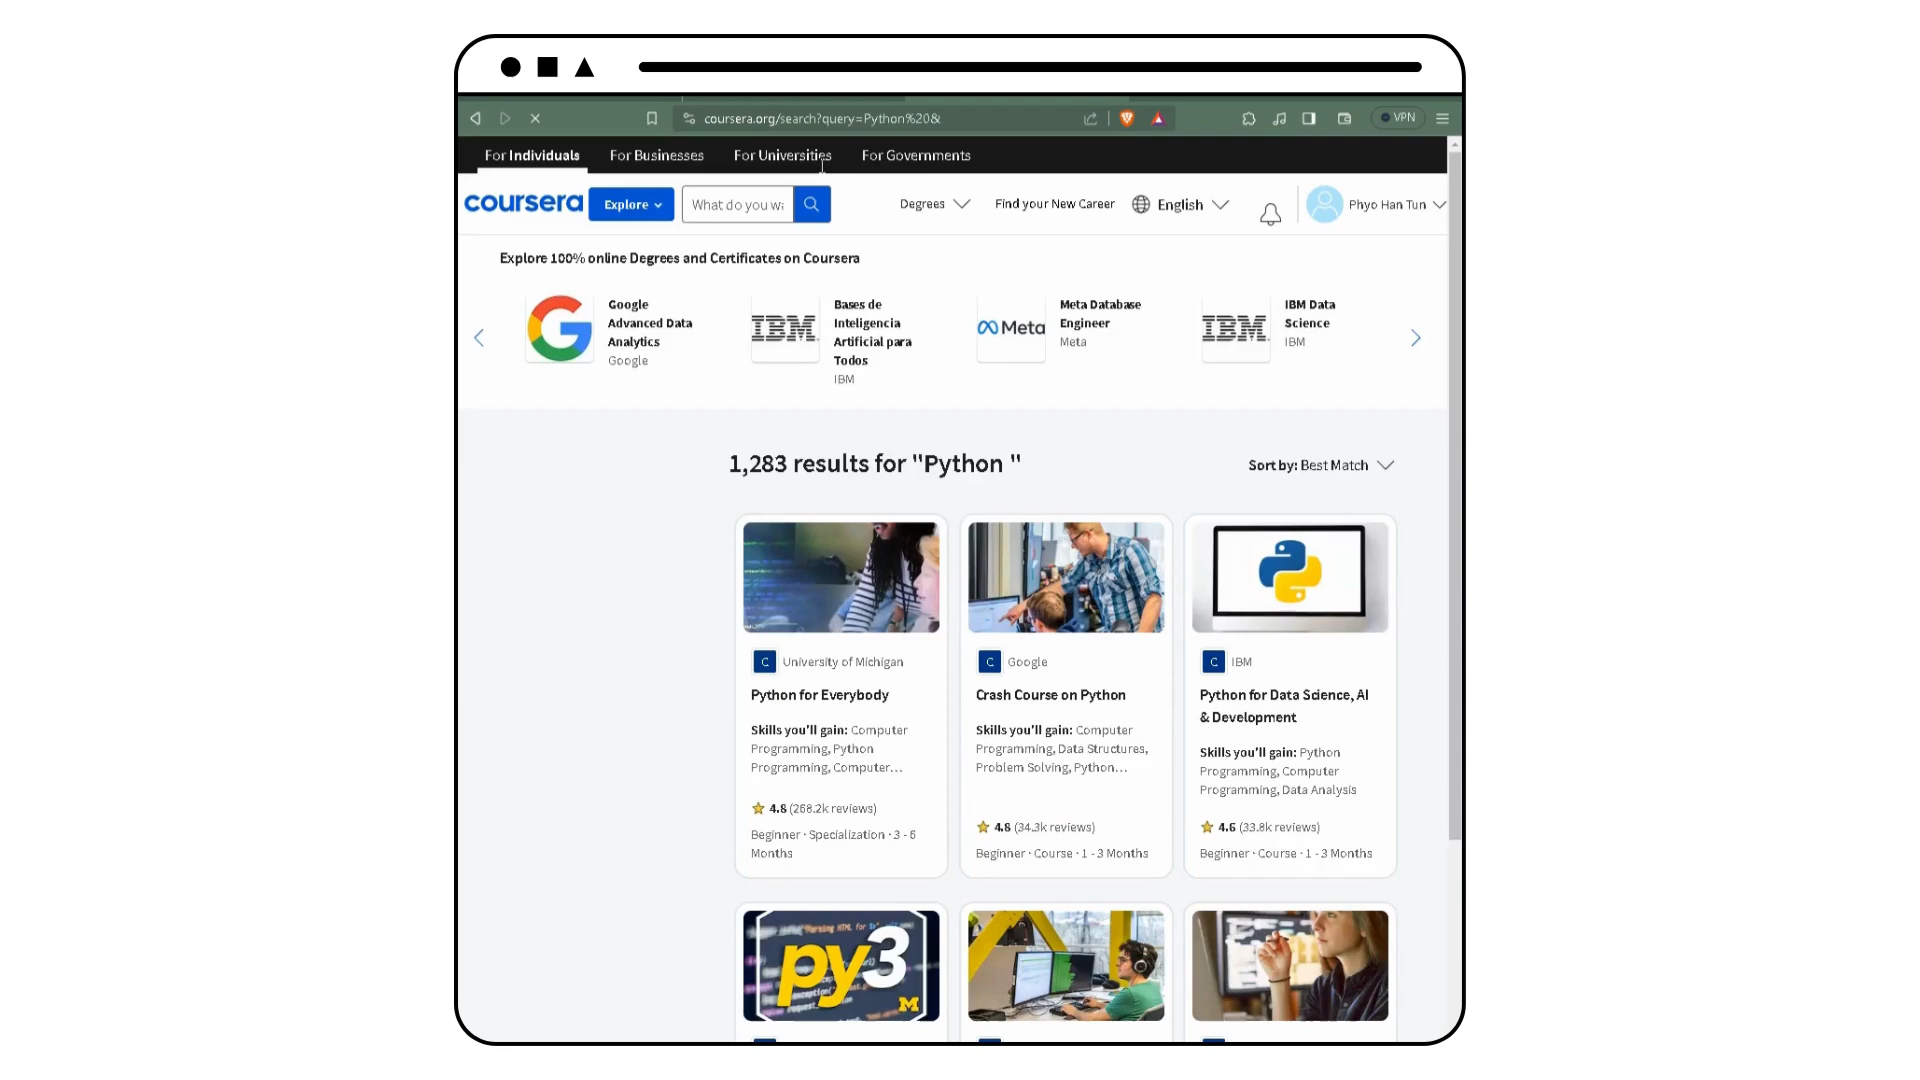 coursera.org/search?query=Python%20&
VPN
For Individuals
For Businesses
For Universities
For Governments
coursera
Explore
What do you wa
Degrees
Find your New Career
English
Phyo Han Tun
Explore 100% online Degrees and Certificates on Coursera
Google
Advanced Data
Analytics
Google
IBM
Bases de
Inteligencia
Artificial para
Todos
IBM
Meta
Meta Database
Engineer
Meta
IBM
IBM Data
Science
IBM
1,283 results for "Python "
Sort by: Best Match
C University of Michigan
Python for Everybody
Skills you'll gain: Computer
Programming, Python
Programming, Computer...
4.8 (268.2k reviews)
Beginner · Specialization · 3 - 6
Months
C Google
Crash Course on Python
Skills you'll gain: Computer
Programming, Data Structures,
Problem Solving, Python...
4.8 (34.3k reviews)
Beginner · Course · 1 - 3 Months
C IBM
Python for Data Science, AI
& Development
Skills you'll gain: Python
Programming, Computer
Programming, Data Analysis
4.6 (33.8k reviews)
Beginner · Course · 1 - 3 Months
py3
M